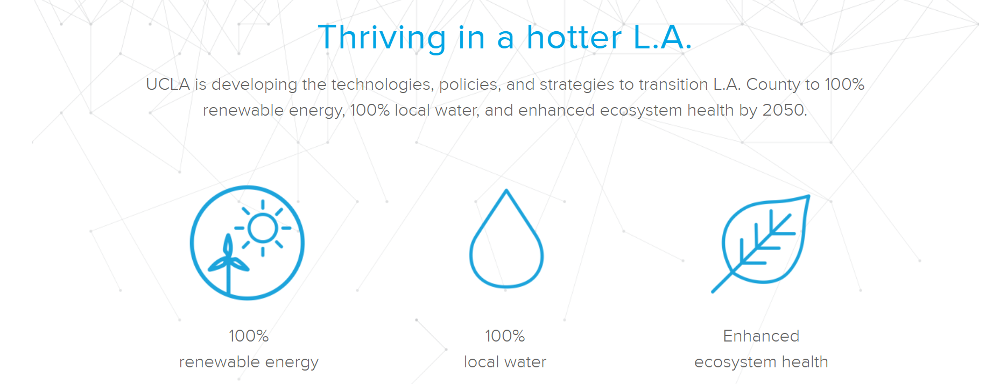 Thriving in a hotter L.A.
UCLA is developing the technologies, policies, and strategies to transition L.A. County to 100%
renewable energy, 100% local water, and enhanced ecosystem health by 2050.
100%
renewable energy
100%
local water
Enhanced
ecosystem health